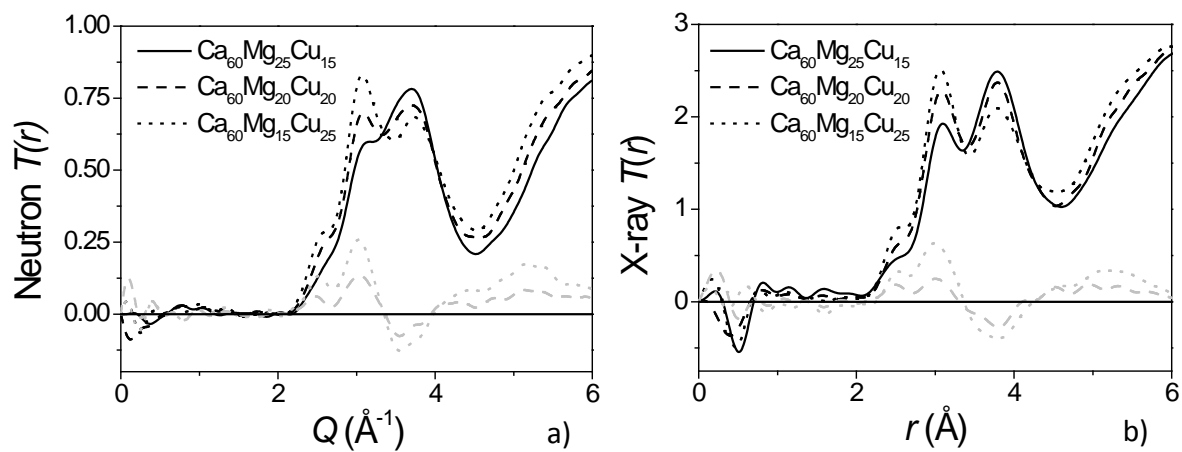 Neutron T(r)
1.00
0.75
0.50
0.25
0.00
Ca₆₀Mg₂₅Cu₁₅
Ca₆₀Mg₂₀Cu₂₀
Ca₆₀Mg₁₅Cu₂₅
0 2 4 6
Q (Å⁻¹)
a)
X-ray T(r)
3
2
1
0
Ca₆₀Mg₂₅Cu₁₅
Ca₆₀Mg₂₀Cu₂₀
Ca₆₀Mg₁₅Cu₂₅
0 2 4 6
r (Å)
b)